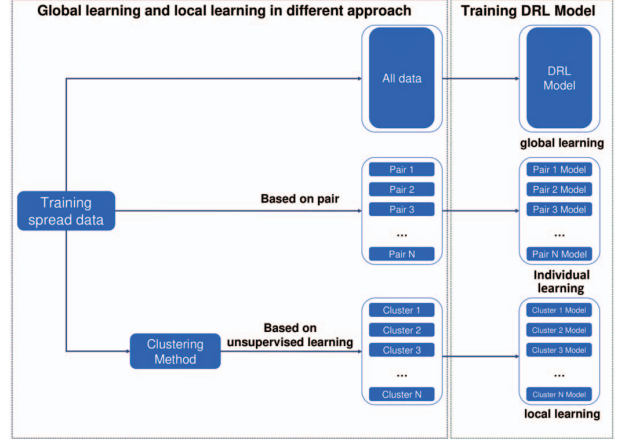 Global learning and local learning in different approach
Training DRL Model
All data
DRL
Model
global learning
Training
spread data
Based on pair
Pair 1
Pair 2
Pair 3
...
Pair N
Pair 1 Model
Pair 2 Model
Pair 3 Model
...
Pair N Model
Individual
learning
Clustering
Method
Based on
unsupervised learning
Cluster 1
Cluster 2
Cluster 3
...
Cluster N
Cluster 1 Model
Cluster 2 Model
Cluster 3 Model
...
Cluster N Model
local learning